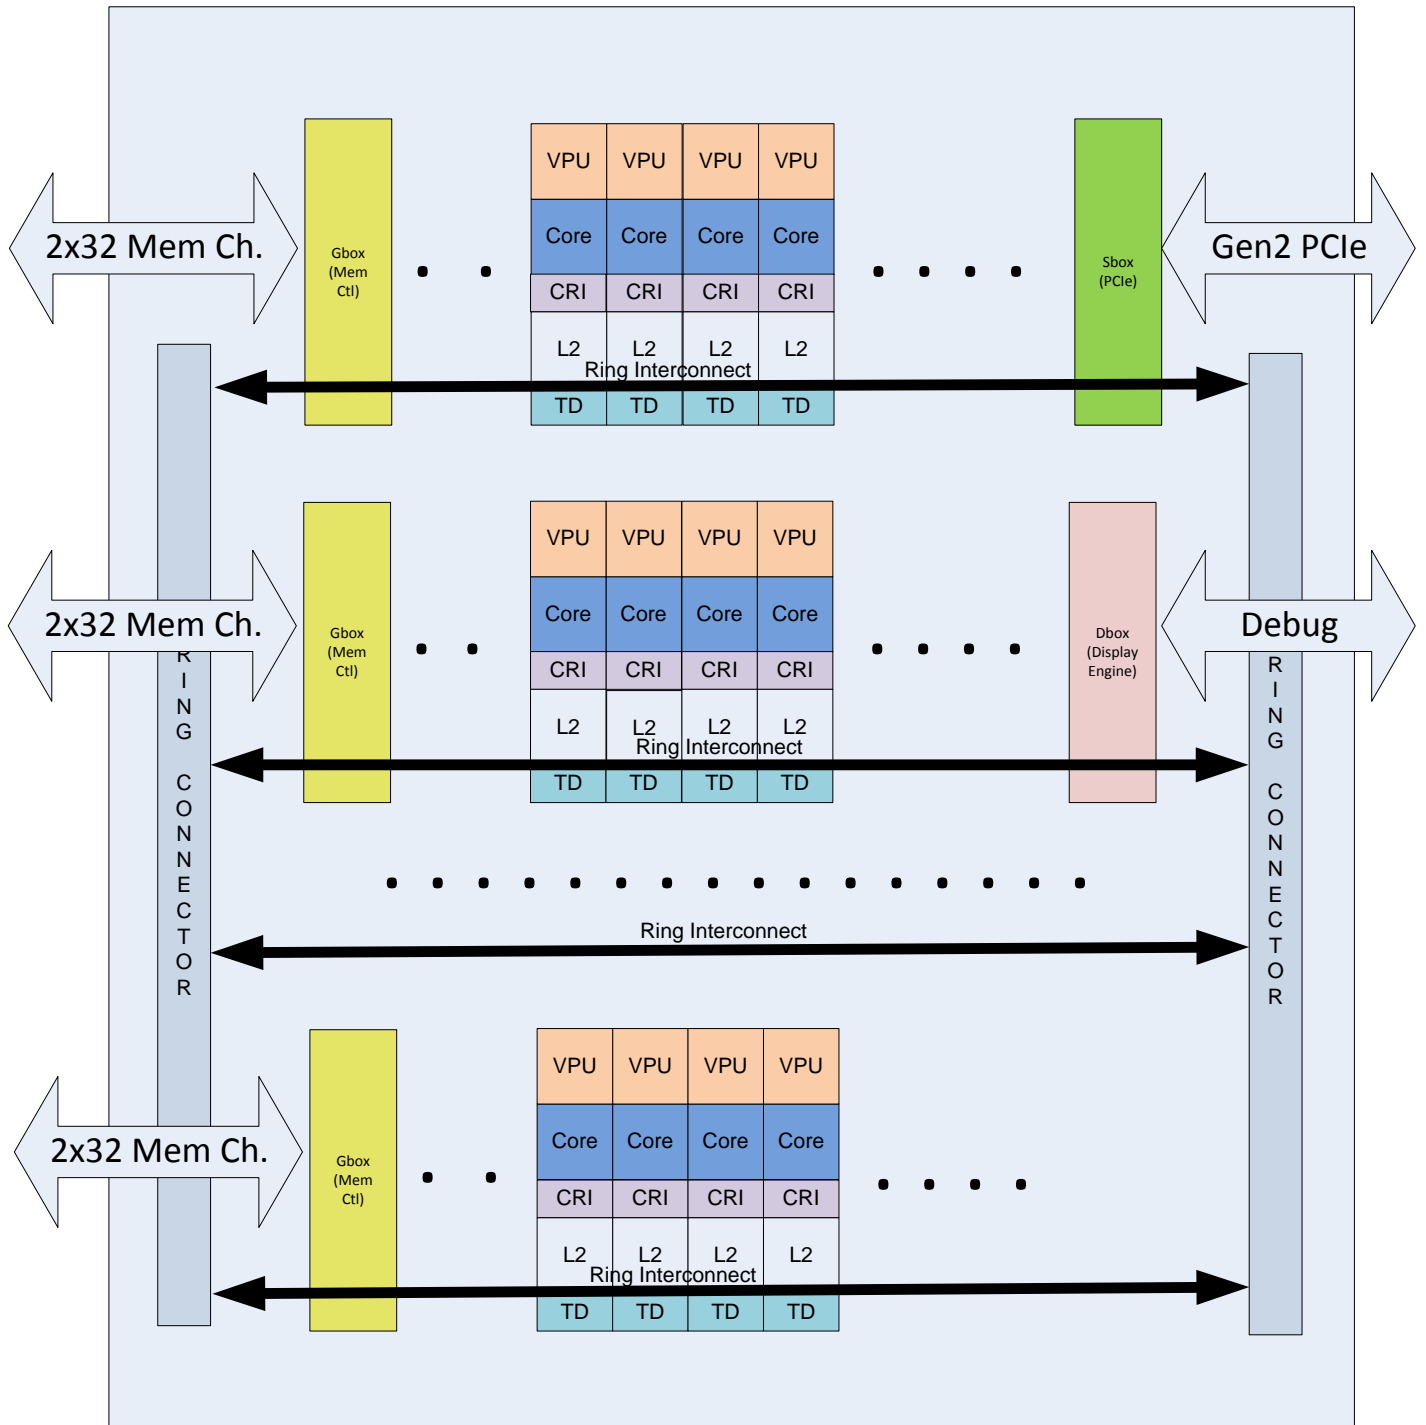 VPU VPU VPU VPU
2x32 Mem Ch.
Gbox
(Mem
Ctl)
Core Core Core Core
Sbox
(PCIe)
Gen2 PCIe
CRI CRI CRI CRI
L2 L2 L2 L2
Ring Interconnect
TD TD TD TD
VPU VPU VPU VPU
2x32 Mem Ch.
Gbox
(Mem
Ctl)
Core Core Core Core
Dbox
(Display
Engine)
Debug
CRI CRI CRI CRI
L2 L2 L2 L2
Ring Interconnect
TD TD TD TD
RING CONNECTOR
RING CONNECTOR
Ring Interconnect
VPU VPU VPU VPU
2x32 Mem Ch.
Gbox
(Mem
Ctl)
Core Core Core Core
CRI CRI CRI CRI
L2 L2 L2 L2
Ring Interconnect
TD TD TD TD